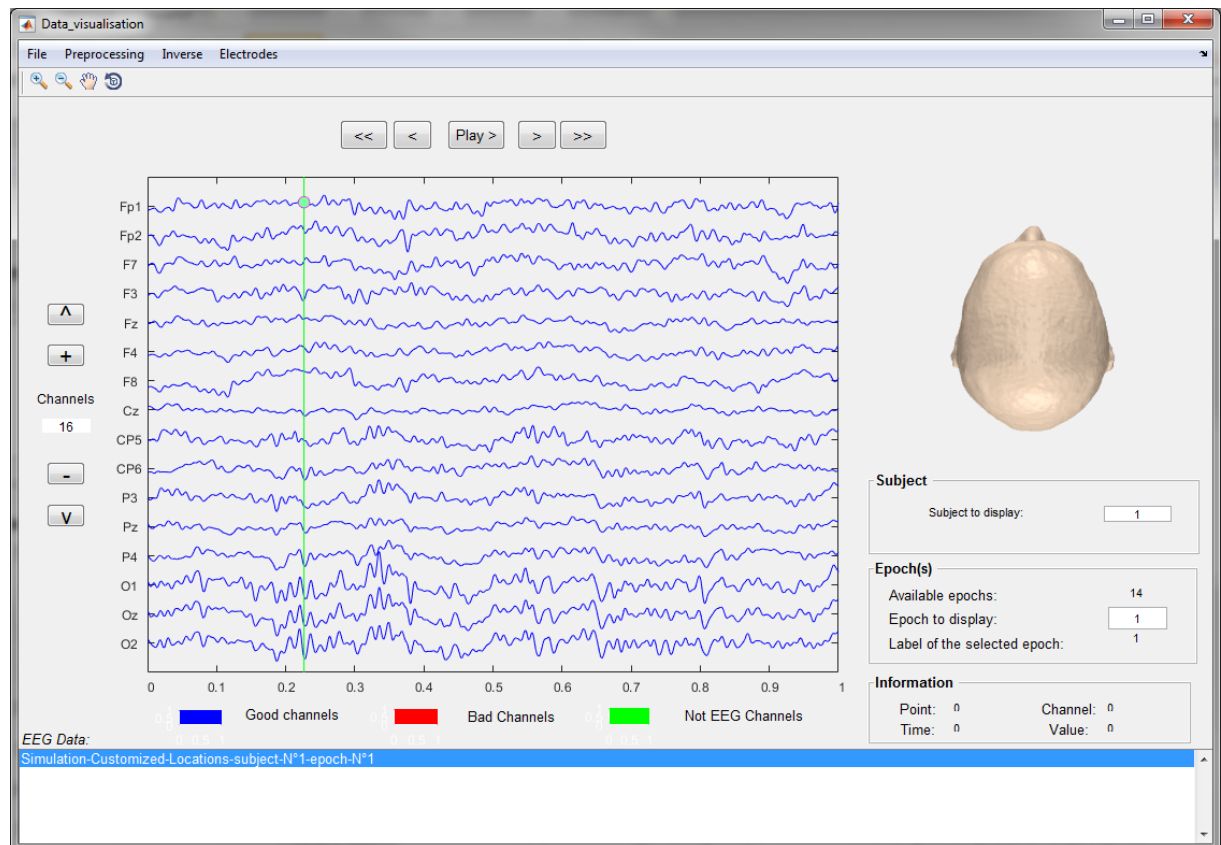 Data_visualisation
File Preprocessing Inverse Electrodes
<< < Play > > >>
Fp1
Fp2
F7
F3
Fz
F4
F8
Cz
CP5
CP6
P3
Pz
P4
O1
Oz
O2
^
+
Channels
16
-
v
0 0.1 0.2 0.3 0.4 0.5 0.6 0.7 0.8 0.9 1
Good channels Bad Channels Not EEG Channels
Subject
Subject to display: 1
Epoch(s)
Available epochs: 14
Epoch to display: 1
Label of the selected epoch: 1
Information
Point: 0 Channel: 0
Time: 0 Value: 0
EEG Data:
Simulation-Customized-Locations-subject-N°1-epoch-N°1